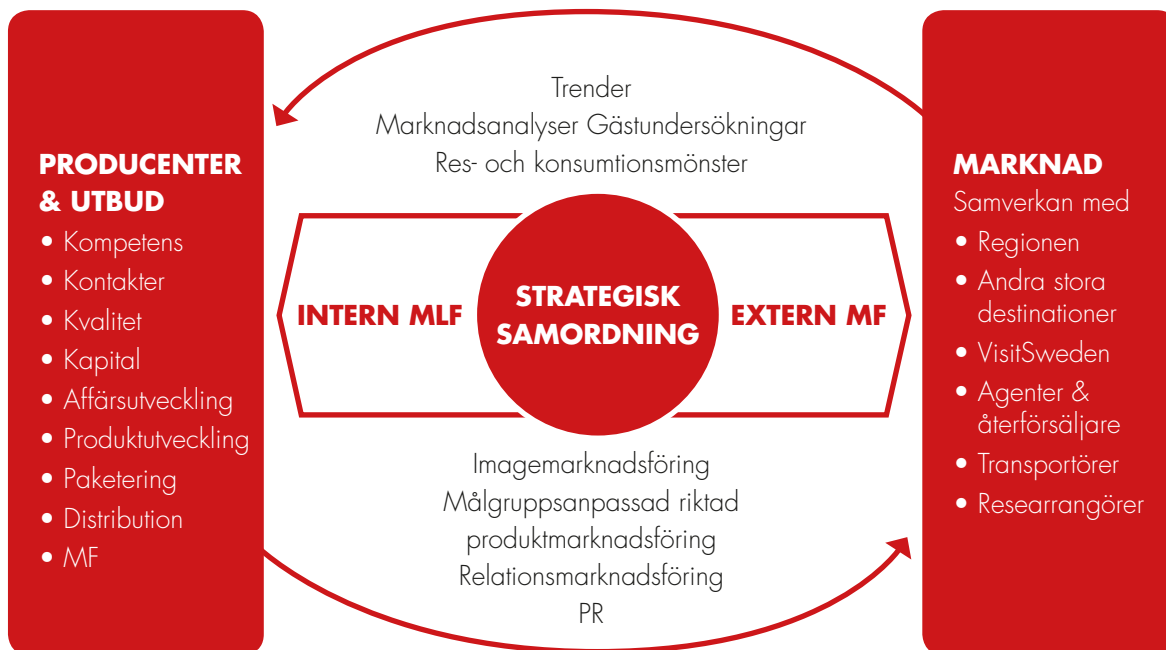 Trender
Marknadsanalyser Gästundersökningar
Res- och konsumtionsmönster
PRODUCENTER
& UTBUD
• Kompetens
• Kontakter
• Kvalitet
• Kapital
• Affärsutveckling
• Produktutveckling
• Paketering
• Distribution
• MF
INTERN MLF
STRATEGISK
SAMORDNING
EXTERN MF
MARKNAD
Samverkan med
• Regionen
• Andra stora
destinationer
• VisitSweden
• Agenter &
återförsäljare
• Transportörer
• Researrangörer
Imagemarknadsföring
Målgruppsanpassad riktad
produktmarknadsföring
Relationsmarknadsföring
PR